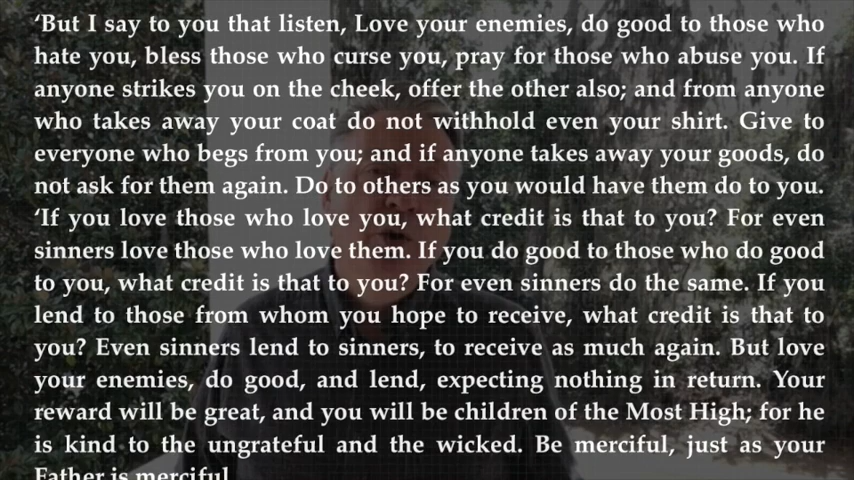 ‘But I say to you that listen, Love your enemies, do good to those who
hate you, bless those who curse you, pray for those who abuse you. If
anyone strikes you on the cheek, offer the other also; and from anyone
who takes away your coat do not withhold even your shirt. Give to
everyone who begs from you; and if anyone takes away your goods, do
not ask for them again. Do to others as you would have them do to you.
‘If you love those who love you, what credit is that to you? For even
sinners love those who love them. If you do good to those who do good
to you, what credit is that to you? For even sinners do the same. If you
lend to those from whom you hope to receive, what credit is that to
you? Even sinners lend to sinners, to receive as much again. But love
your enemies, do good, and lend, expecting nothing in return. Your
reward will be great, and you will be children of the Most High; for he
is kind to the ungrateful and the wicked. Be merciful, just as your
Father is merciful